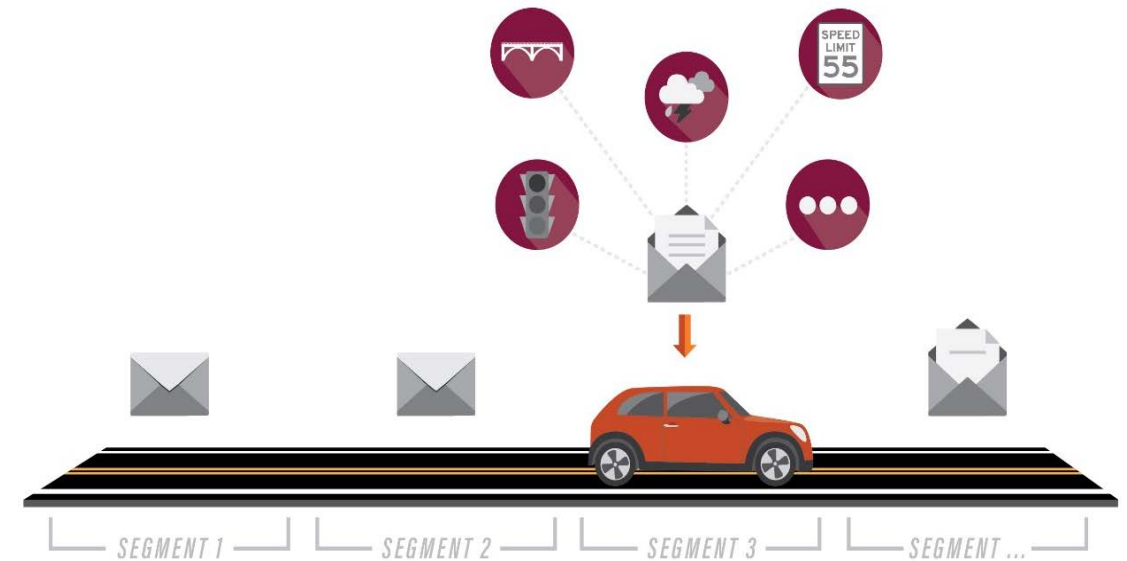 SPEED
LIMIT
55
SEGMENT 1
SEGMENT 2
SEGMENT 3
SEGMENT ...